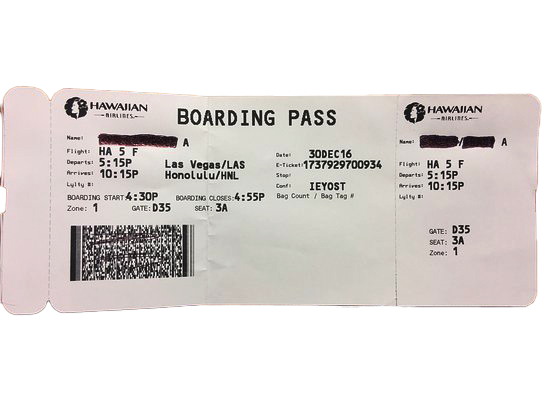 HAWAIIAN
AIRLINES.
BOARDING PASS
Name: A
Flight: HA 5 F
Departs: 5:15P Las Vegas/LAS
Arrives: 10:15P Honolulu/HNL
Lylty #:
BOARDING START: 4:30P BOARDING CLOSES: 4:55P
Zone: 1 GATE: D35 SEAT: 3A
Date: 30DEC16
E-Ticket: 1737929700934
Stop:
Conf: IEYOST
Bag Count / Bag Tag #
HAWAIIAN
AIRLINES.
Name: / A
Flight: HA 5 F
Departs: 5:15P
Arrives: 10:15P
Lylty #:
GATE: D35
SEAT: 3A
Zone: 1